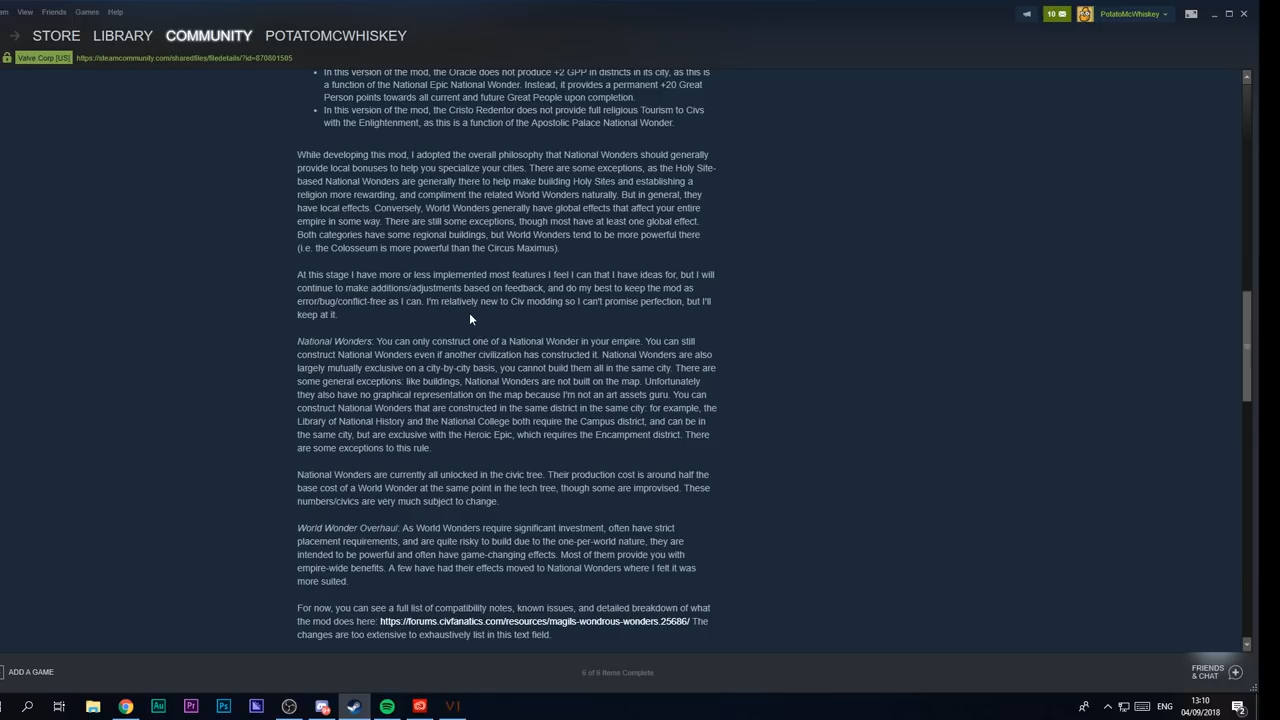 View Friends Games Help
10 PotatoMcWhiskey
STORE LIBRARY COMMUNITY POTATOMCWHISKEY
Valve Corp [US] https://steamcommunity.com/sharedfiles/filedetails/?id=870801505
In this version of the mod, the Oracle does not produce +2 GPP in districts in its city, as this is
a function of the National Epic National Wonder. Instead, it provides a permanent +20 Great
Person points towards all current and future Great People upon completion.
In this version of the mod, the Cristo Redentor does not provide full religious Tourism to Civs
with the Enlightenment, as this is a function of the Apostolic Palace National Wonder.
While developing this mod, I adopted the overall philosophy that National Wonders should generally
provide local bonuses to help you specialize your cities. There are some exceptions, as the Holy Site-
based National Wonders are generally there to help make building Holy Sites and establishing a
religion more rewarding, and compliment the related World Wonders naturally. But in general, they
have local effects. Conversely, World Wonders generally have global effects that affect your entire
empire in some way. There are still some exceptions, though most have at least one global effect.
Both categories have some regional buildings, but World Wonders tend to be more powerful there
(i.e. the Colosseum is more powerful than the Circus Maximus).
At this stage I have more or less implemented most features I feel I can that I have ideas for, but I will
continue to make additions/adjustments based on feedback, and do my best to keep the mod as
error/bug/conflict-free as I can. I'm relatively new to Civ modding so I can't promise perfection, but I'll
keep at it.
National Wonders: You can only construct one of a National Wonder in your empire. You can still
construct National Wonders even if another civilization has constructed it. National Wonders are also
largely mutually exclusive on a city-by-city basis, you cannot build them all in the same city. There are
some general exceptions: like buildings, National Wonders are not built on the map. Unfortunately
they also have no graphical representation on the map because I'm not an art assets guru. You can
construct National Wonders that are constructed in the same district in the same city: for example, the
Library of National History and the National College both require the Campus district, and can be in
the same city, but are exclusive with the Heroic Epic, which requires the Encampment district. There
are some exceptions to this rule.
National Wonders are currently all unlocked in the civic tree. Their production cost is around half the
base cost of a World Wonder at the same point in the tech tree, though some are improvised. These
numbers/civics are very much subject to change.
World Wonder Overhaul: As World Wonders require significant investment, often have strict
placement requirements, and are quite risky to build due to the one-per-world nature, they are
intended to be powerful and often have game-changing effects. Most of them provide you with
empire-wide benefits. A few have had their effects moved to National Wonders where I felt it was
more suited.
For now, you can see a full list of compatibility notes, known issues, and detailed breakdown of what
the mod does here: https://forums.civfanatics.com/resources/magils-wondrous-wonders.25686/ The
changes are too extensive to exhaustively list in this text field.
ADD A GAME
6 of 6 Items Complete
FRIENDS
& CHAT
Au Pr Ps
ENG
13:10
04/09/2018
2